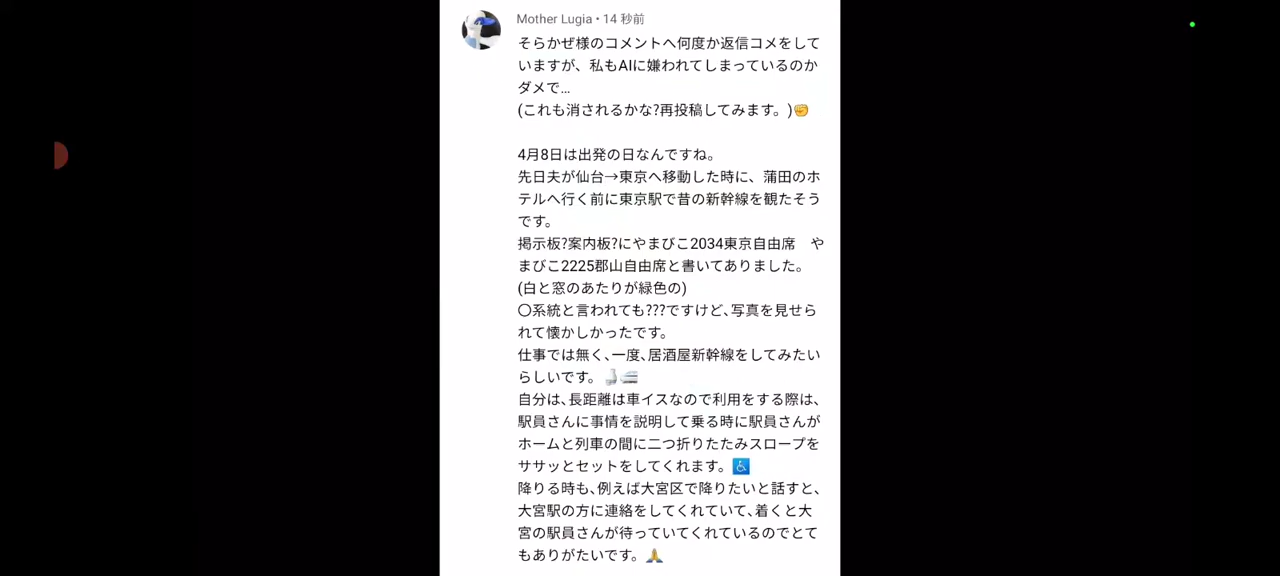 Mother Lugia • 14 秒前
そらかぜ様のコメントへ何度か返信コメをして
いますが、私もAIに嫌われてしまっているのか
ダメで…
(これも消されるかな?再投稿してみます。)✊
4月8日は出発の日なんですね。
先日夫が仙台→東京へ移動した時に、蒲田のホ
テルへ行く前に東京駅で昔の新幹線を観たそう
です。
掲示板?案内板?にやまびこ2034東京自由席　や
まびこ2225郡山自由席と書いてありました。
(白と窓のあたりが緑色の)
〇系統と言われても???ですけど、写真を見せら
れて懐かしかったです。
仕事では無く、一度、居酒屋新幹線をしてみたい
らしいです。🍶🚄
自分は、長距離は車イスなので利用をする際は、
駅員さんに事情を説明して乗る時に駅員さんが
ホームと列車の間に二つ折りたたみスロープを
ササッとセットをしてくれます。♿
降りる時も、例えば大宮区で降りたいと話すと、
大宮駅の方に連絡をしてくれていて、着くと大
宮の駅員さんが待っていてくれているのでとて
もありがたいです。🙏